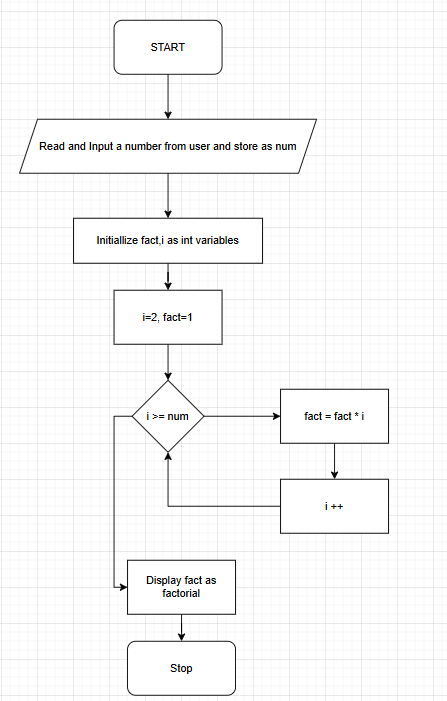 START
Read and Input a number from user and store as num
Initiallize fact,i as int variables
i=2, fact=1
i >= num
fact = fact * i
i ++
Display fact as
factorial
Stop